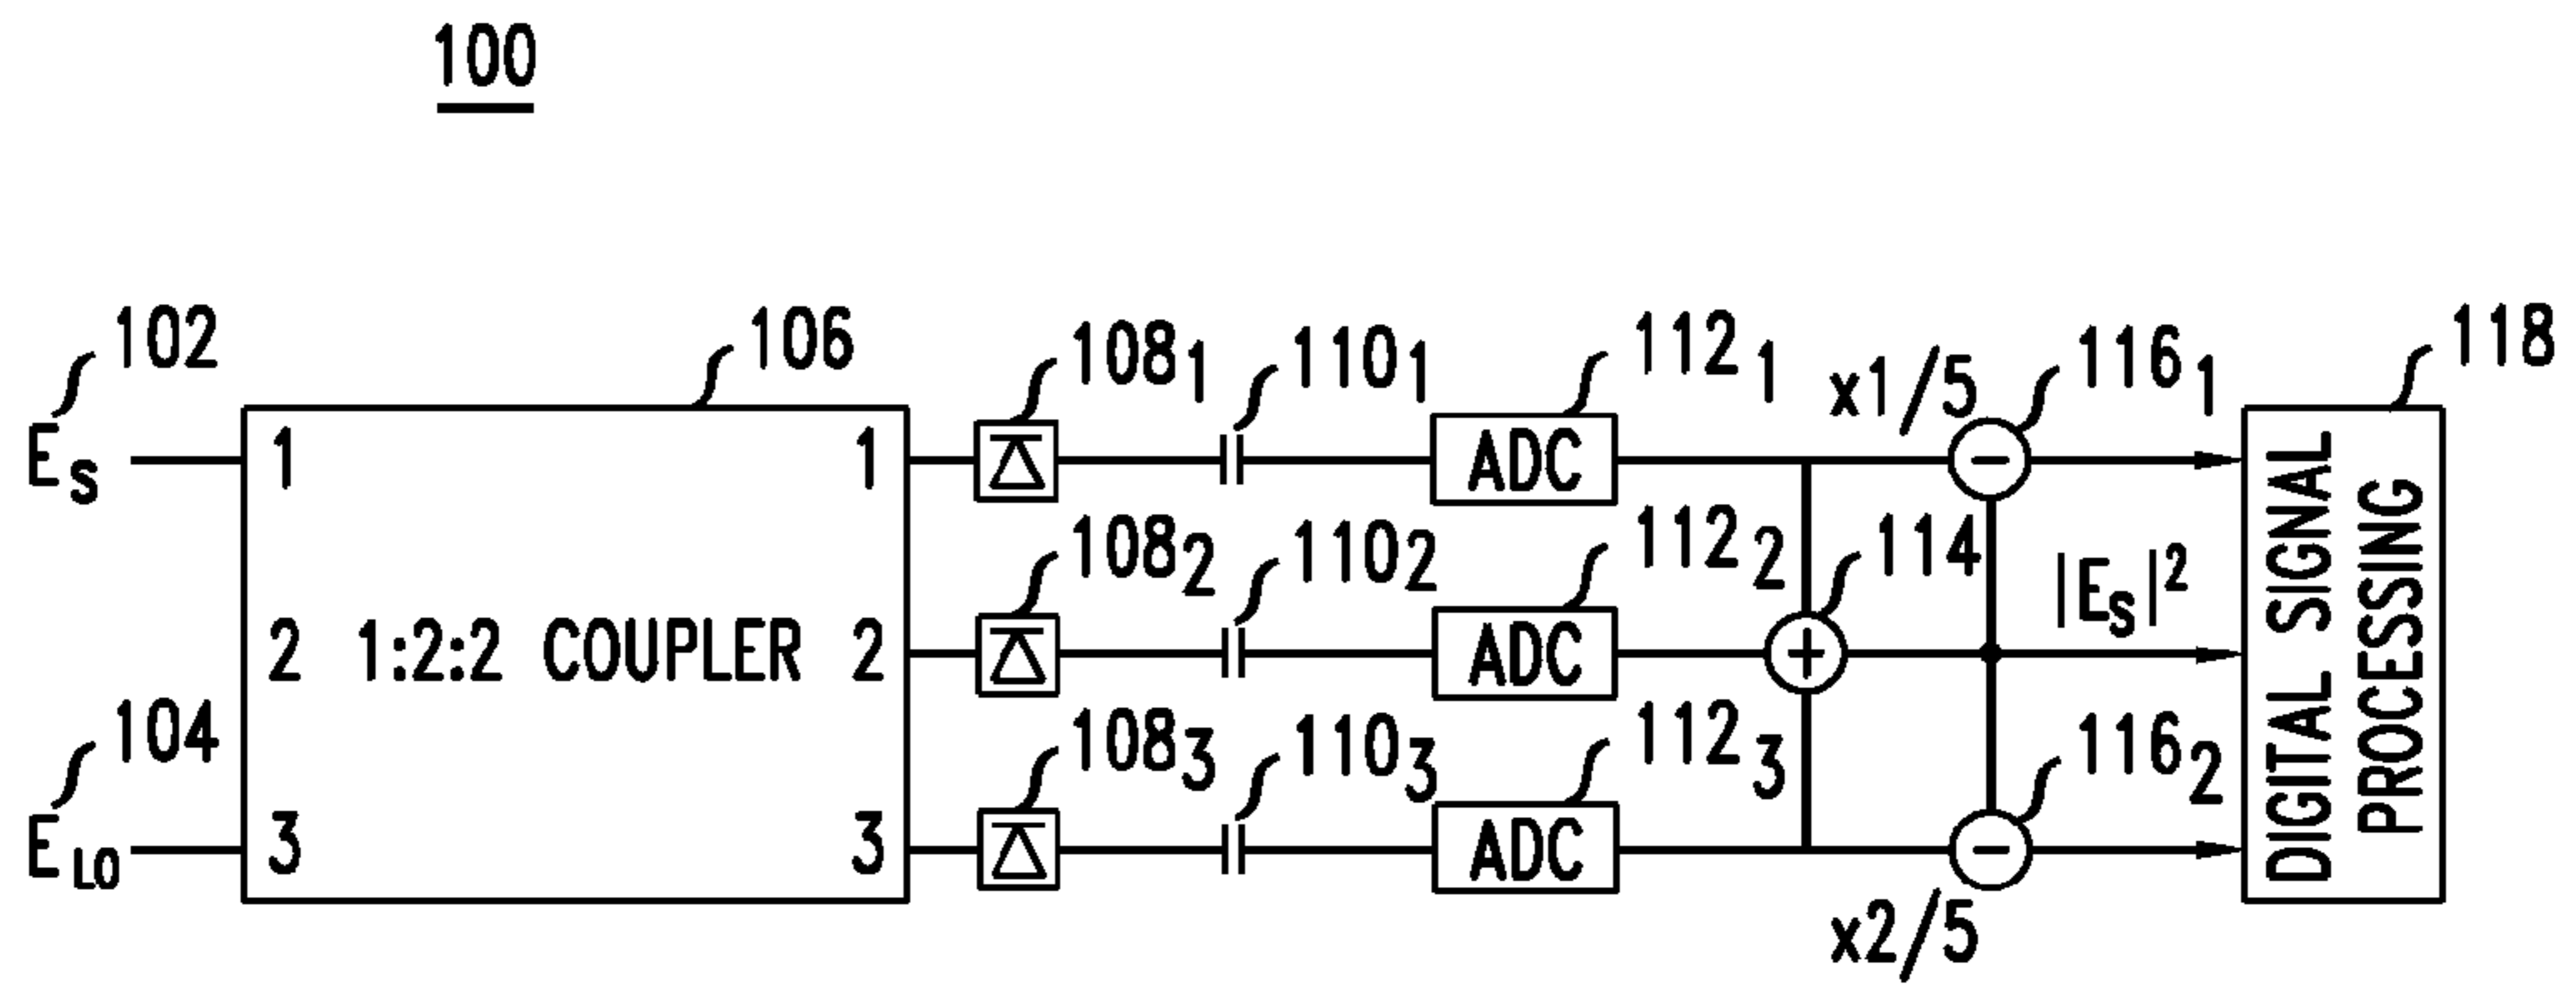 100
102
106
108₁
110₁
112₁
x1/5
116₁
118
E_S
1
1
ADC
-
108₂
110₂
112₂
114
|E_S|²
2
1:2:2 COUPLER
2
ADC
+
104
108₃
110₃
112₃
116₂
E_LO
3
3
ADC
-
x2/5
DIGITAL SIGNAL
PROCESSING